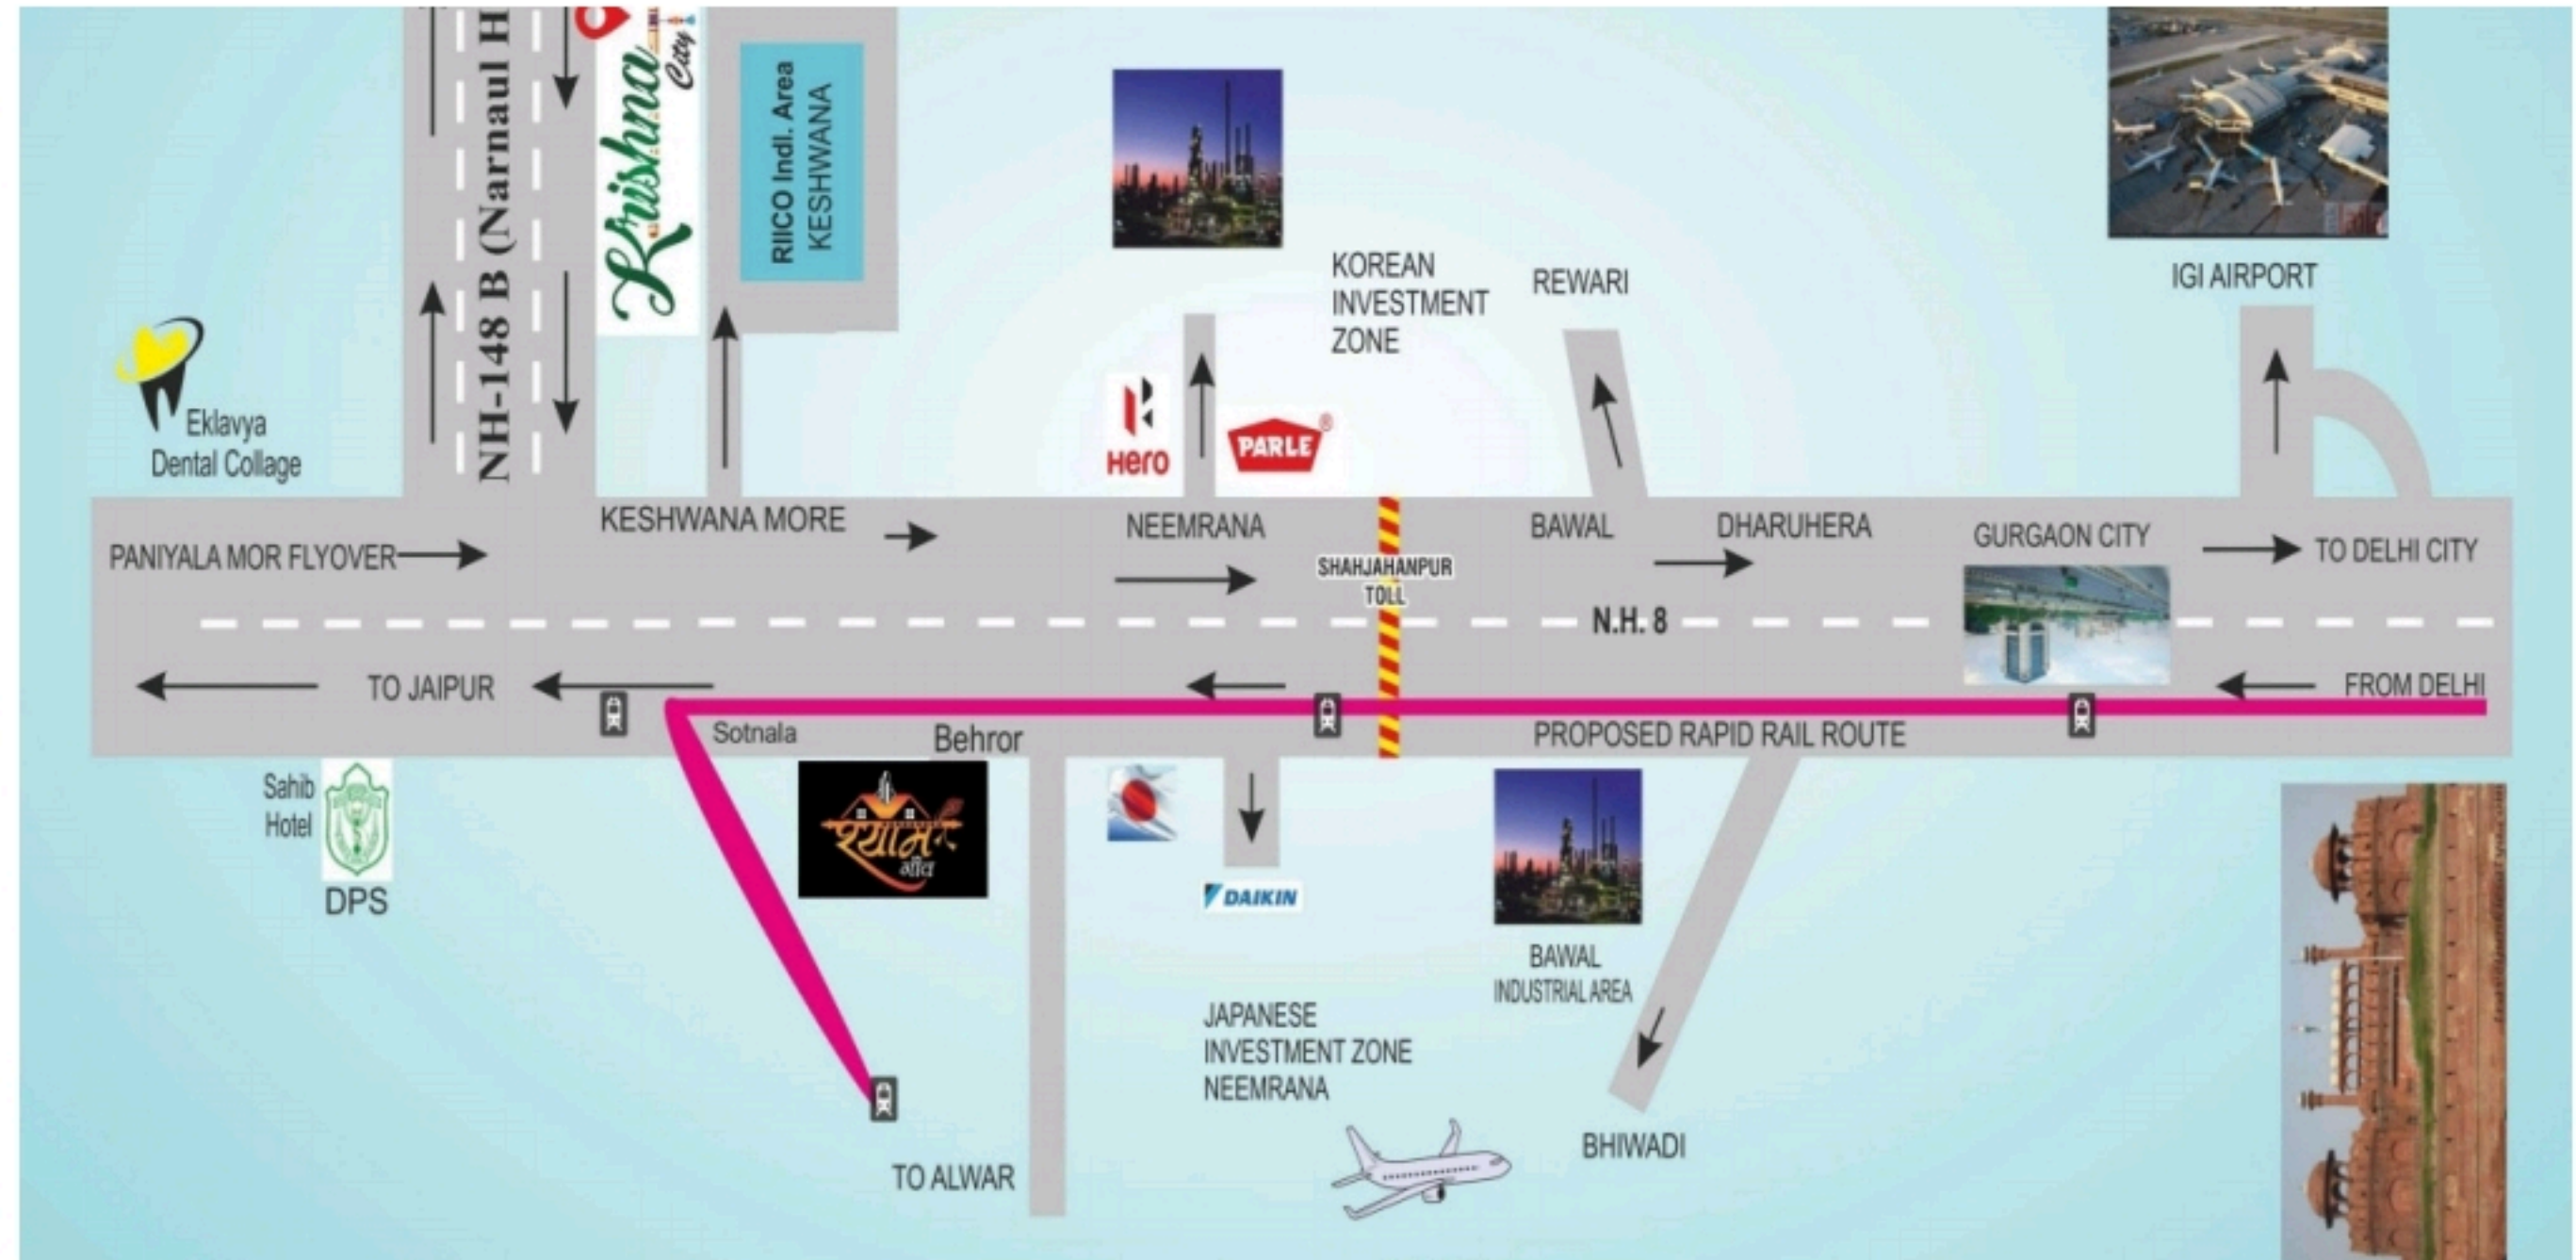 NH-148 B (Narnaul H
Krishna
City
RIICO Indl. Area
KESHWANA
KOREAN
INVESTMENT
ZONE
REWARI
IGI AIRPORT
Eklavya
Dental Collage
Hero
PARLE®
PANIYALA MOR FLYOVER
KESHWANA MORE
NEEMRANA
SHAHJAHANPUR
TOLL
BAWAL
DHARUHERA
GURGAON CITY
TO DELHI CITY
N.H. 8
TO JAIPUR
FROM DELHI
Sotnala
Behror
PROPOSED RAPID RAIL ROUTE
Sahib
Hotel
DPS
श्याम
गाँव
DAIKIN
BAWAL
INDUSTRIAL AREA
JAPANESE
INVESTMENT ZONE
NEEMRANA
BHIWADI
TO ALWAR